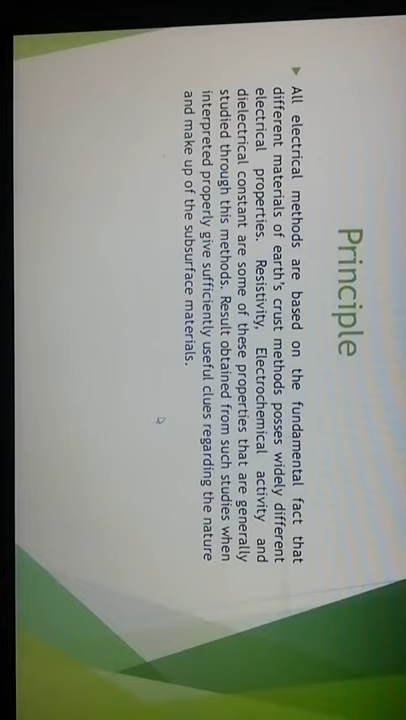 Principle
All electrical methods are based on the fundamental fact that
different materials of earth's crust methods posses widely different
electrical properties. Resistivity, Electrochemical activity and
dielectrical constant are some of these properties that are generally
studied through this methods. Result obtained from such studies when
interpreted properly give sufficiently useful clues regarding the nature
and make up of the subsurface materials.